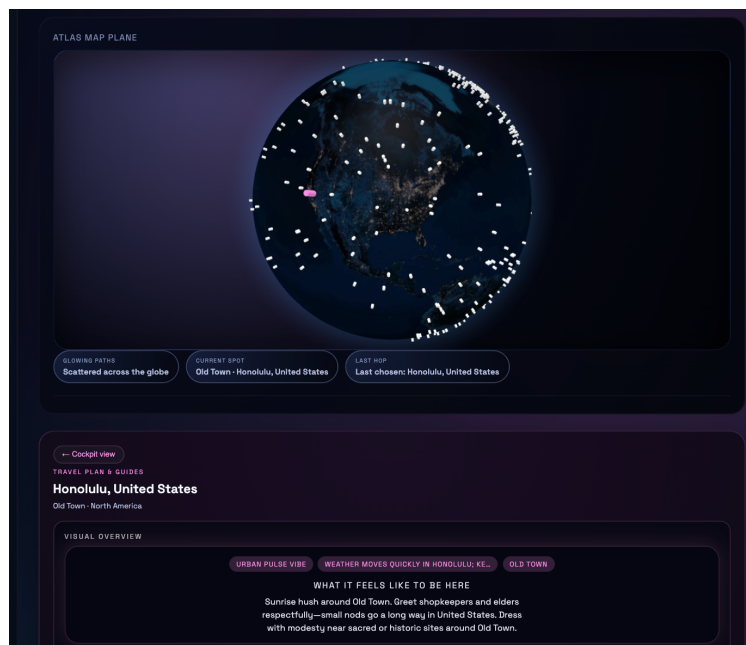 ATLAS MAP PLANE
GLOWING PATHS
Scattered across the globe
CURRENT SPOT
Old Town · Honolulu, United States
LAST HOP
Last chosen: Honolulu, United States
← Cockpit view
TRAVEL PLAN & GUIDES
Honolulu, United States
Old Town · North America
VISUAL OVERVIEW
URBAN PULSE VIBE
WEATHER MOVES QUICKLY IN HONOLULU; KE…
OLD TOWN
WHAT IT FEELS LIKE TO BE HERE
Sunrise hush around Old Town. Greet shopkeepers and elders
respectfully—small nods go a long way in United States. Dress
with modesty near sacred or historic sites around Old Town.